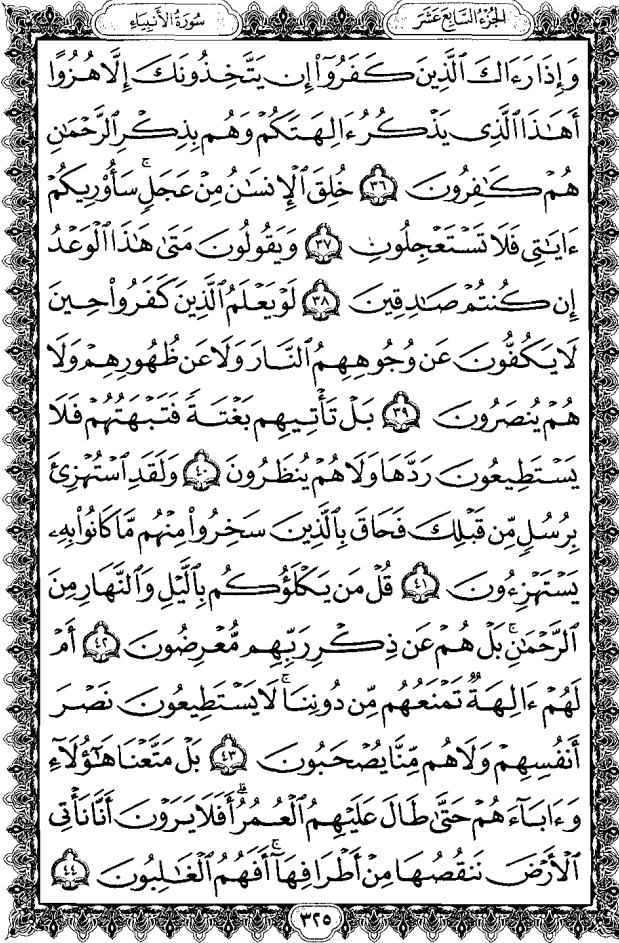 الجزء السابع عشر
سورة الأنبياء
وَإِذَا رَءَاكَ ٱلَّذِينَ كَفَرُوٓا۟ إِن يَتَّخِذُونَكَ إِلَّا هُزُوًا
أَهَـٰذَا ٱلَّذِى يَذْكُرُ ءَالِهَتَكُمْ وَهُم بِذِكْرِ ٱلرَّحْمَـٰنِ
هُمْ كَـٰفِرُونَ ٣٦ خُلِقَ ٱلْإِنسَـٰنُ مِنْ عَجَلٍ ۚ سَأُو۟رِيكُمْ
ءَايَـٰتِى فَلَا تَسْتَعْجِلُونِ ٣٧ وَيَقُولُونَ مَتَىٰ هَـٰذَا ٱلْوَعْدُ
إِن كُنتُمْ صَـٰدِقِينَ ٣٨ لَوْ يَعْلَمُ ٱلَّذِينَ كَفَرُوا۟ حِينَ
لَا يَكُفُّونَ عَن وُجُوهِهِمُ ٱلنَّارَ وَلَا عَن ظُهُورِهِمْ وَلَا
هُمْ يُنصَرُونَ ٣٩ بَلْ تَأْتِيهِم بَغْتَةً فَتَبْهَتُهُمْ فَلَا
يَسْتَطِيعُونَ رَدَّهَا وَلَا هُمْ يُنظَرُونَ ٤٠ وَلَقَدِ ٱسْتُهْزِئَ
بِرُسُلٍ مِّن قَبْلِكَ فَحَاقَ بِٱلَّذِينَ سَخِرُوا۟ مِنْهُم مَّا كَانُوا۟ بِهِۦ
يَسْتَهْزِءُونَ ٤١ قُلْ مَن يَكْلَؤُكُم بِٱلَّيْلِ وَٱلنَّهَارِ مِنَ
ٱلرَّحْمَـٰنِ ۗ بَلْ هُمْ عَن ذِكْرِ رَبِّهِم مُّعْرِضُونَ ٤٢ أَمْ
لَهُمْ ءَالِهَةٌ تَمْنَعُهُم مِّن دُونِنَا ۚ لَا يَسْتَطِيعُونَ نَصْرَ
أَنفُسِهِمْ وَلَا هُم مِّنَّا يُصْحَبُونَ ٤٣ بَلْ مَتَّعْنَا هَـٰٓؤُلَآءِ
وَءَابَآءَهُمْ حَتَّىٰ طَالَ عَلَيْهِمُ ٱلْعُمُرُ ۗ أَفَلَا يَرَوْنَ أَنَّا نَأْتِى
ٱلْأَرْضَ نَنقُصُهَا مِنْ أَطْرَافِهَآ ۚ أَفَهُمُ ٱلْغَـٰلِبُونَ ٤٤
٣٢٥